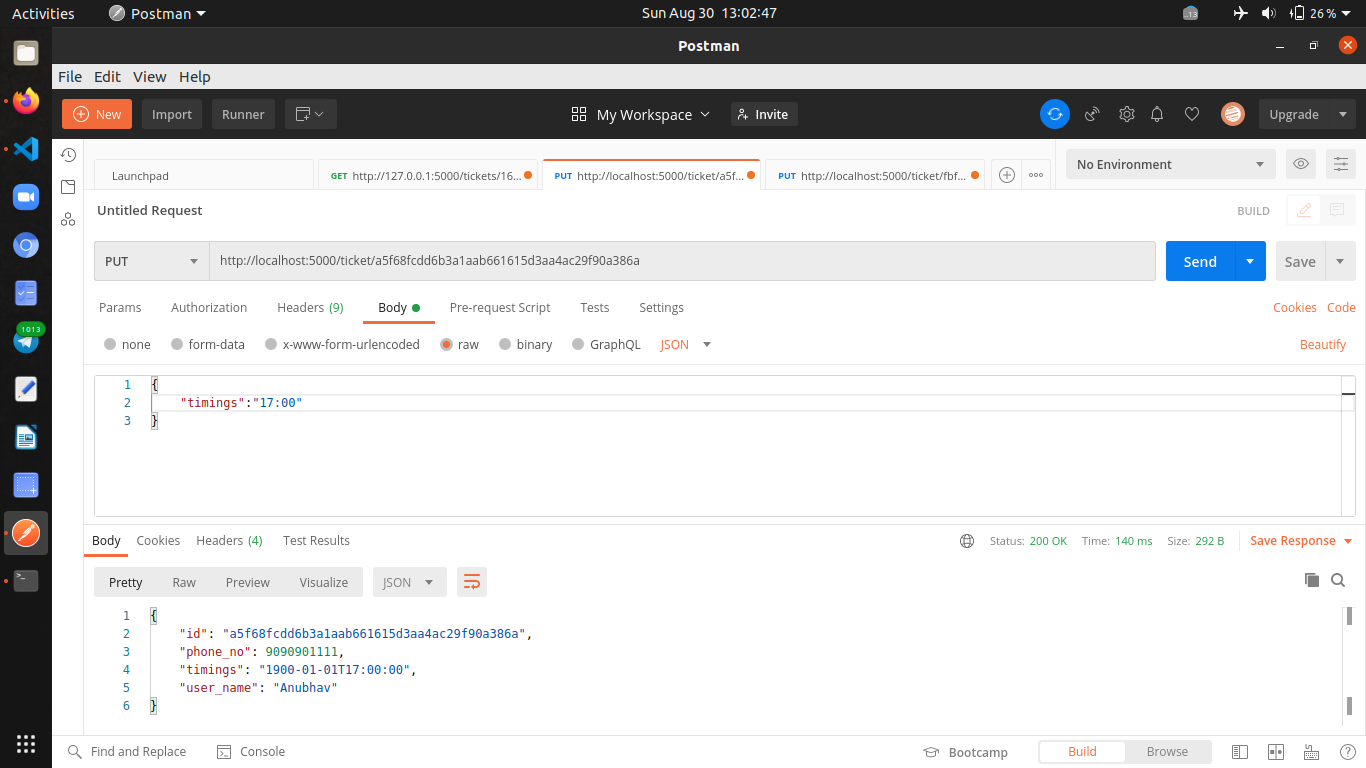 Activities Postman Sun Aug 30 13:02:47 13 26%
Postman
File Edit View Help
New Import Runner My Workspace Invite Upgrade
Launchpad GET http://127.0.0.1:5000/tickets/16... PUT http://localhost:5000/ticket/a5f... PUT http://localhost:5000/ticket/fbf... No Environment
Untitled Request BUILD
PUT http://localhost:5000/ticket/a5f68fcdd6b3a1aab661615d3aa4ac29f90a386a Send Save
Params Authorization Headers (9) Body Pre-request Script Tests Settings Cookies Code
none form-data x-www-form-urlencoded raw binary GraphQL JSON Beautify
1 {
2 "timings":"17:00"
3 }
Body Cookies Headers (4) Test Results Status: 200 OK Time: 140 ms Size: 292 B Save Response
Pretty Raw Preview Visualize JSON
1 {
2 "id": "a5f68fcdd6b3a1aab661615d3aa4ac29f90a386a",
3 "phone_no": 9090901111,
4 "timings": "1900-01-01T17:00:00",
5 "user_name": "Anubhav"
6 }
Find and Replace Console Bootcamp Build Browse
1013